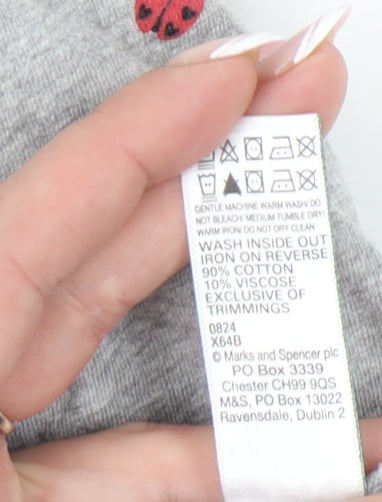 GENTLE MACHINE WARM WASH/DO
NOT BLEACH/MEDIUM TUMBLE DRY/
WARM IRON/DO NOT DRY CLEAN
WASH INSIDE OUT
IRON ON REVERSE
90% COTTON
10% VISCOSE
EXCLUSIVE OF
TRIMMINGS
0824
X64B
© Marks and Spencer plc
PO Box 3339
Chester CH99 9QS
M&S, PO Box 13022
Ravensdale, Dublin 2